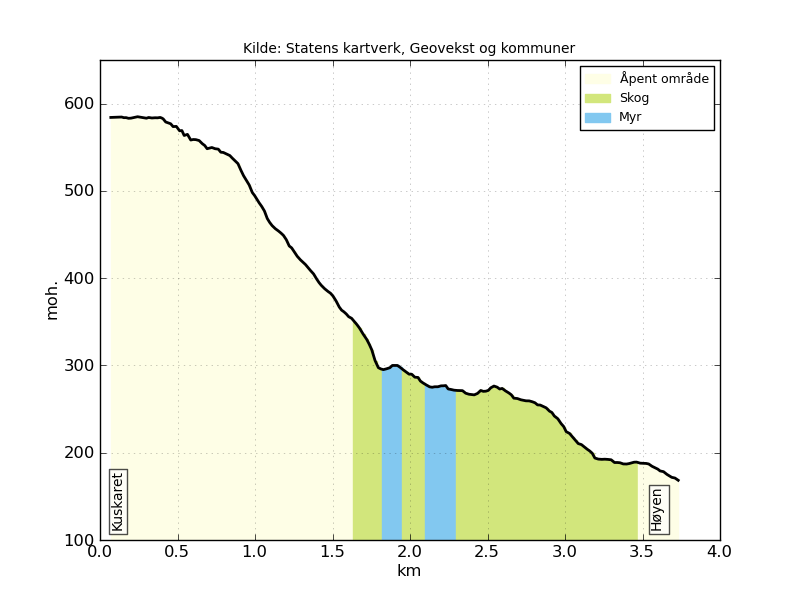 Kilde: Statens kartverk, Geovekst og kommuner
Åpent område
Skog
Myr
600
500
400
300
200
100
moh.
Kuskaret
Høyen
0.0 0.5 1.0 1.5 2.0 2.5 3.0 3.5 4.0
km